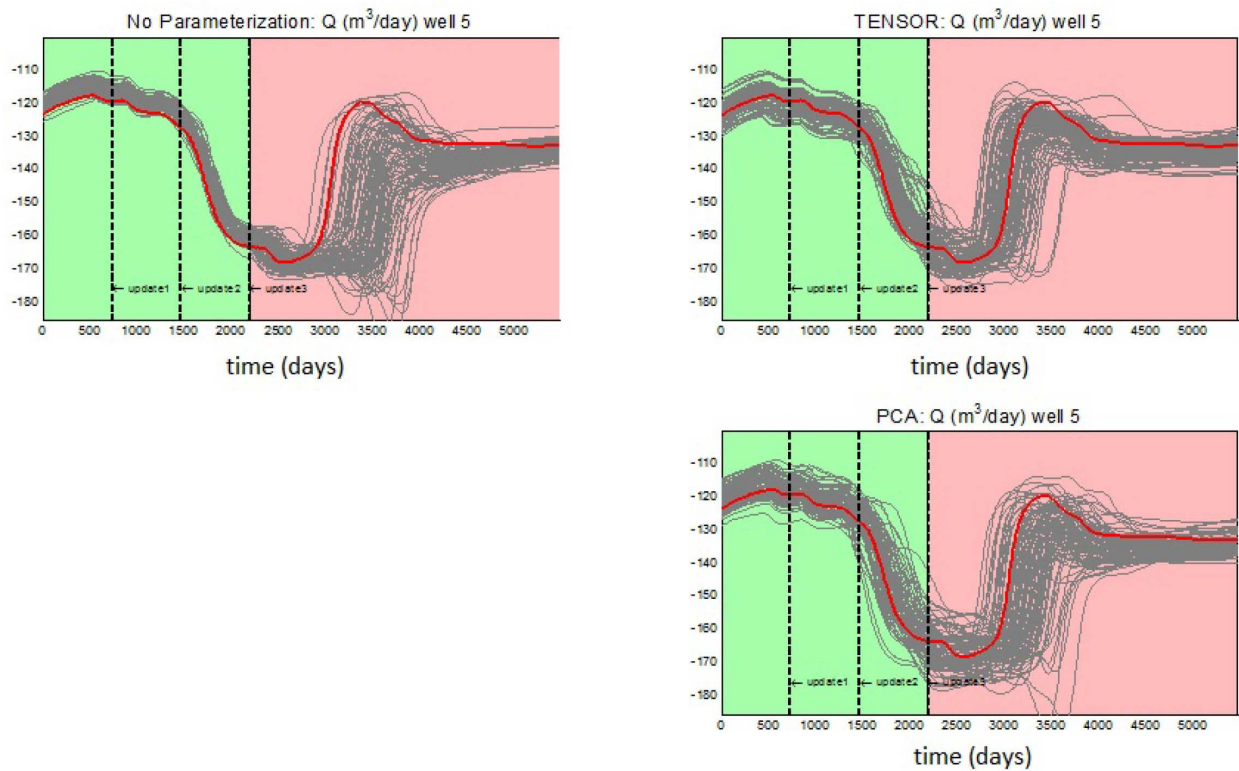 No Parameterization: Q (m³/day) well 5
-110
-120
-130
-140
-150
-160
-170
-180
← update1 ← update2 ← update3
0 500 1000 1500 2000 2500 3000 3500 4000 4500 5000
time (days)
TENSOR: Q (m³/day) well 5
-110
-120
-130
-140
-150
-160
-170
-180
← update1 ← update2 ← update3
0 500 1000 1500 2000 2500 3000 3500 4000 4500 5000
time (days)
PCA: Q (m³/day) well 5
-110
-120
-130
-140
-150
-160
-170
-180
← update1 ← update2 ← update3
0 500 1000 1500 2000 2500 3000 3500 4000 4500 5000
time (days)